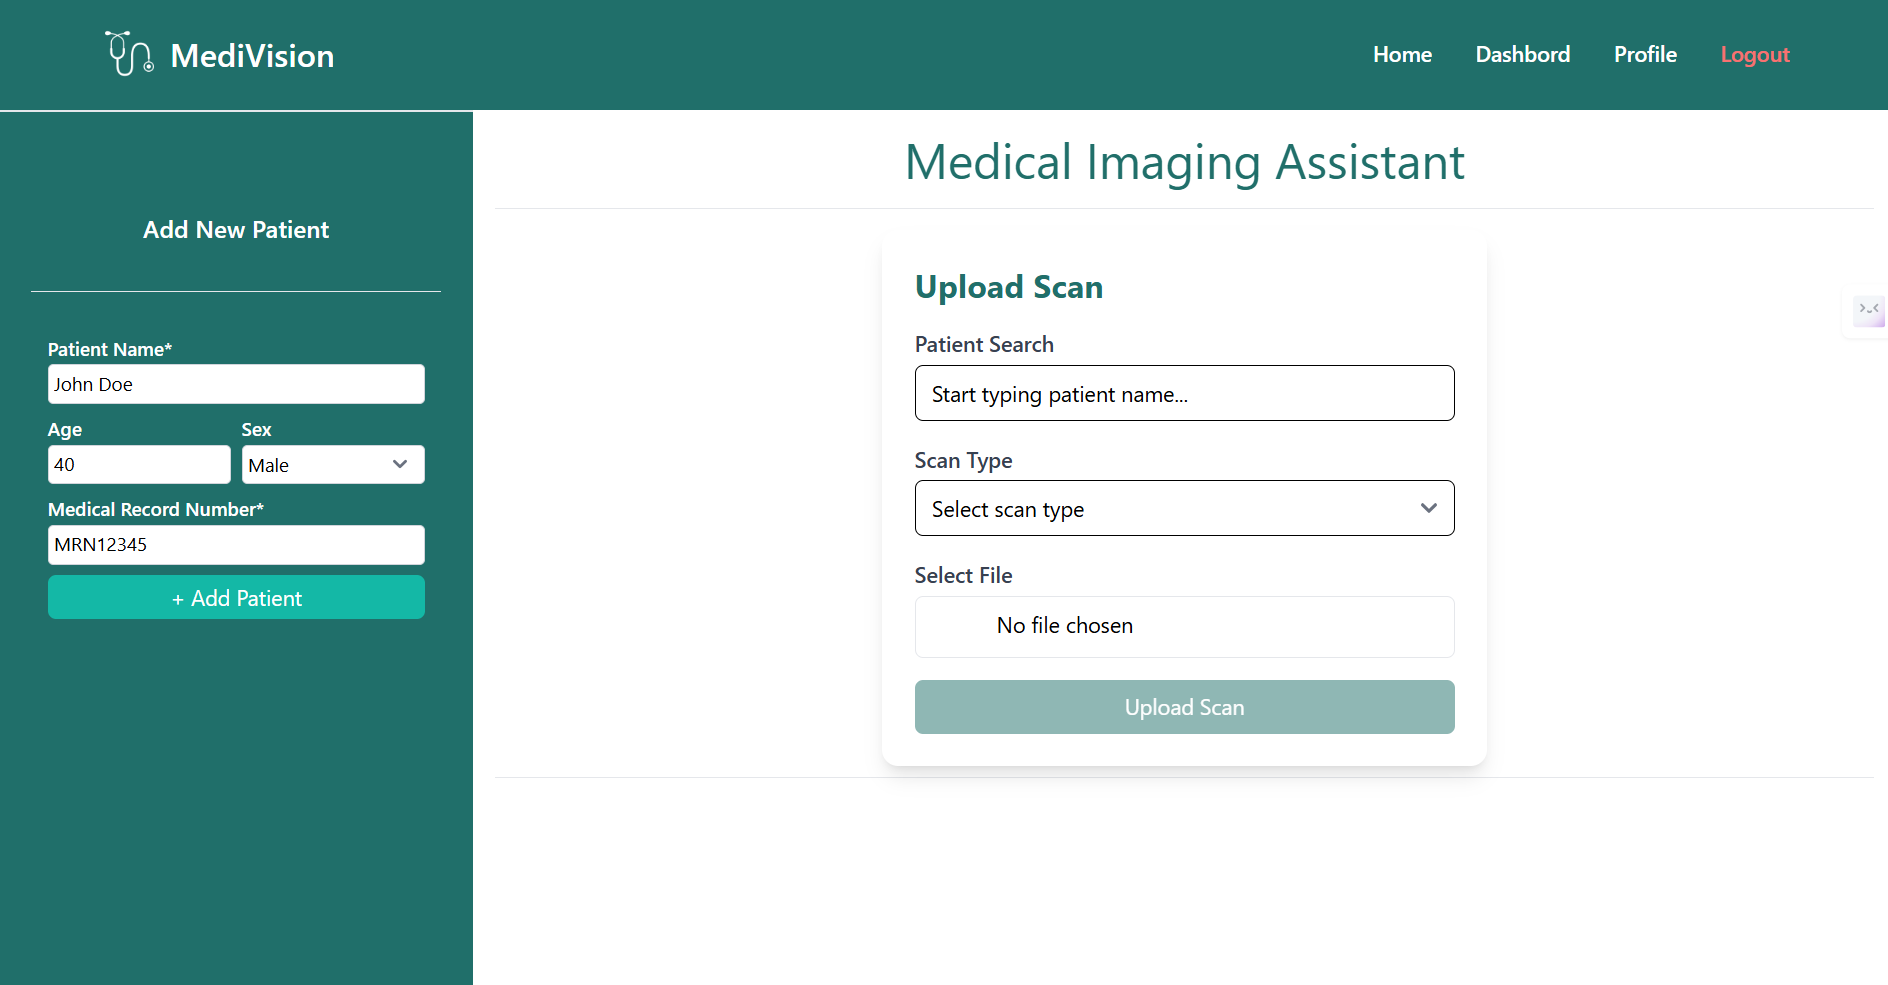 MediVision
Home Dashbord Profile Logout
Add New Patient
Patient Name*
John Doe
Age Sex
40 Male
Medical Record Number*
MRN12345
+ Add Patient
Medical Imaging Assistant
Upload Scan
Patient Search
Start typing patient name...
Scan Type
Select scan type
Select File
No file chosen
Upload Scan